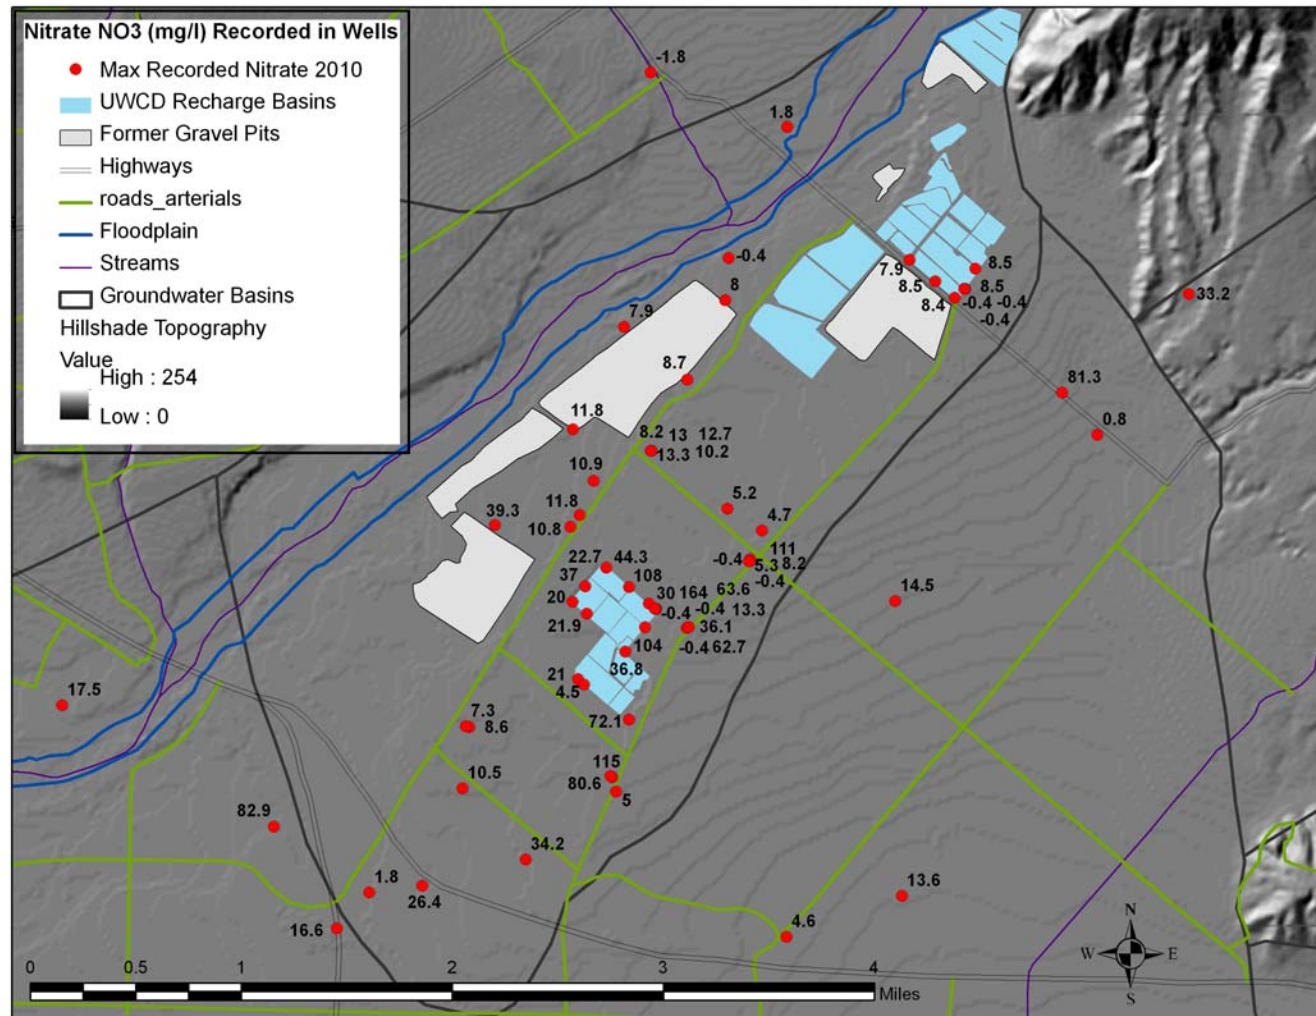 Nitrate NO3 (mg/l) Recorded in Wells
Max Recorded Nitrate 2010
UWCD Recharge Basins
Former Gravel Pits
Highways
roads_arterials
Floodplain
Streams
Groundwater Basins
Hillshade Topography
Value
High : 254
Low : 0
-1.8
1.8
-0.4
8
7.9
7.9
8.5
8.5
8.5
8.4
-0.4 -0.4
-0.4
33.2
8.7
81.3
0.8
11.8
8.2 13 12.7
13.3 10.2
10.9
39.3
11.8
10.8
5.2
4.7
111
-0.4
5.3 8.2
-0.4
22.7
44.3
37
108
20
30 164 63.6
-0.4 -0.4 13.3
21.9
36.1
104
-0.4 62.7
36.8
14.5
21
4.5
17.5
72.1
7.3
8.6
115
80.6
5
10.5
82.9
34.2
1.8
26.4
16.6
13.6
4.6
N
W
E
S
0 0.5 1 2 3 4
Miles